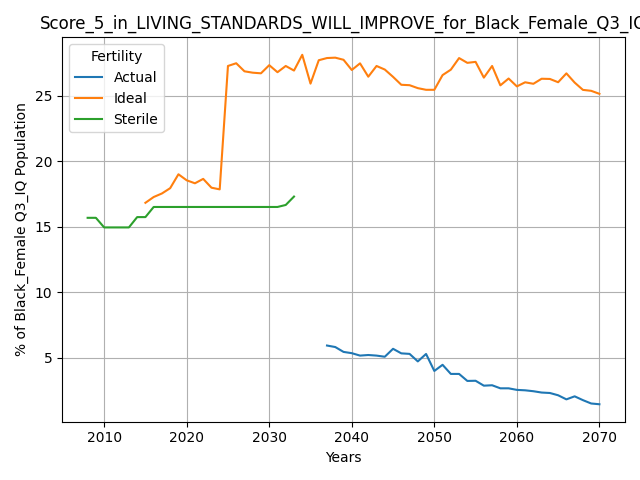 Score_5_in_LIVING_STANDARDS_WILL_IMPROVE_for_Black_Female_Q3_IQ
Fertility
Actual
Ideal
Sterile
% of Black_Female Q3_IQ Population
25
20
15
10
5
2010 2020 2030 2040 2050 2060 2070
Years